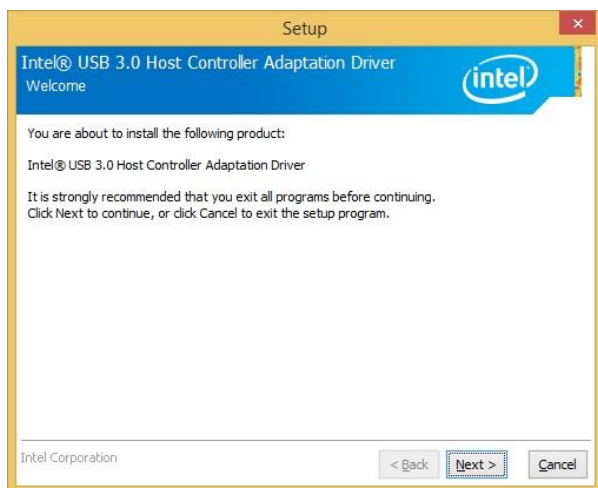 Setup
Intel® USB 3.0 Host Controller Adaptation Driver
Welcome
intel
You are about to install the following product:
Intel® USB 3.0 Host Controller Adaptation Driver
It is strongly recommended that you exit all programs before continuing.
Click Next to continue, or click Cancel to exit the setup program.
Intel Corporation
< Back Next > Cancel